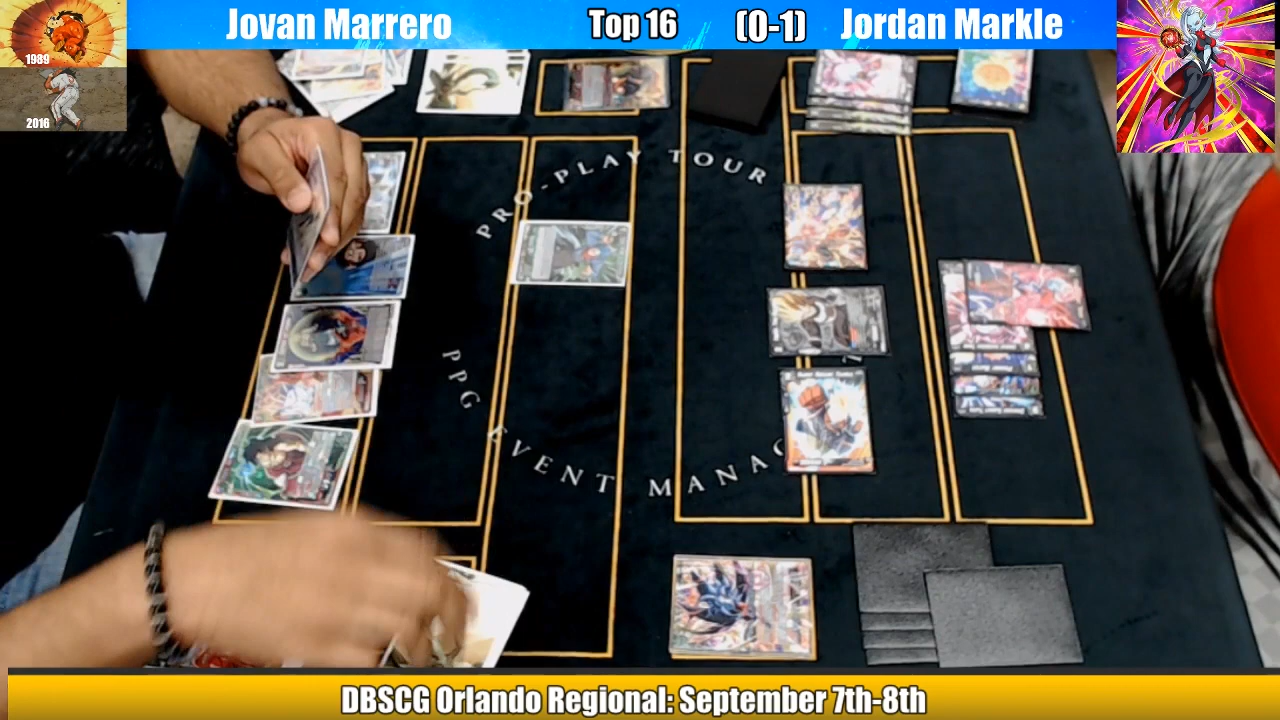 Jovan Marrero
Top 16
(0-1)
Jordan Markle
1989
2016
PRO-PLAY TOUR
PPG EVENT MANAG
DBSCG Orlando Regional: September 7th-8th